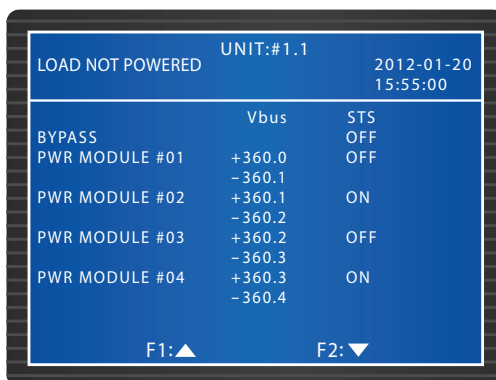 UNIT:#1.1
LOAD NOT POWERED 2012-01-20
15:55:00
Vbus STS
BYPASS OFF
PWR MODULE #01 +360.0 OFF
−360.1
PWR MODULE #02 +360.1 ON
−360.2
PWR MODULE #03 +360.2 OFF
−360.3
PWR MODULE #04 +360.3 ON
−360.4
F1:▲ F2:▼